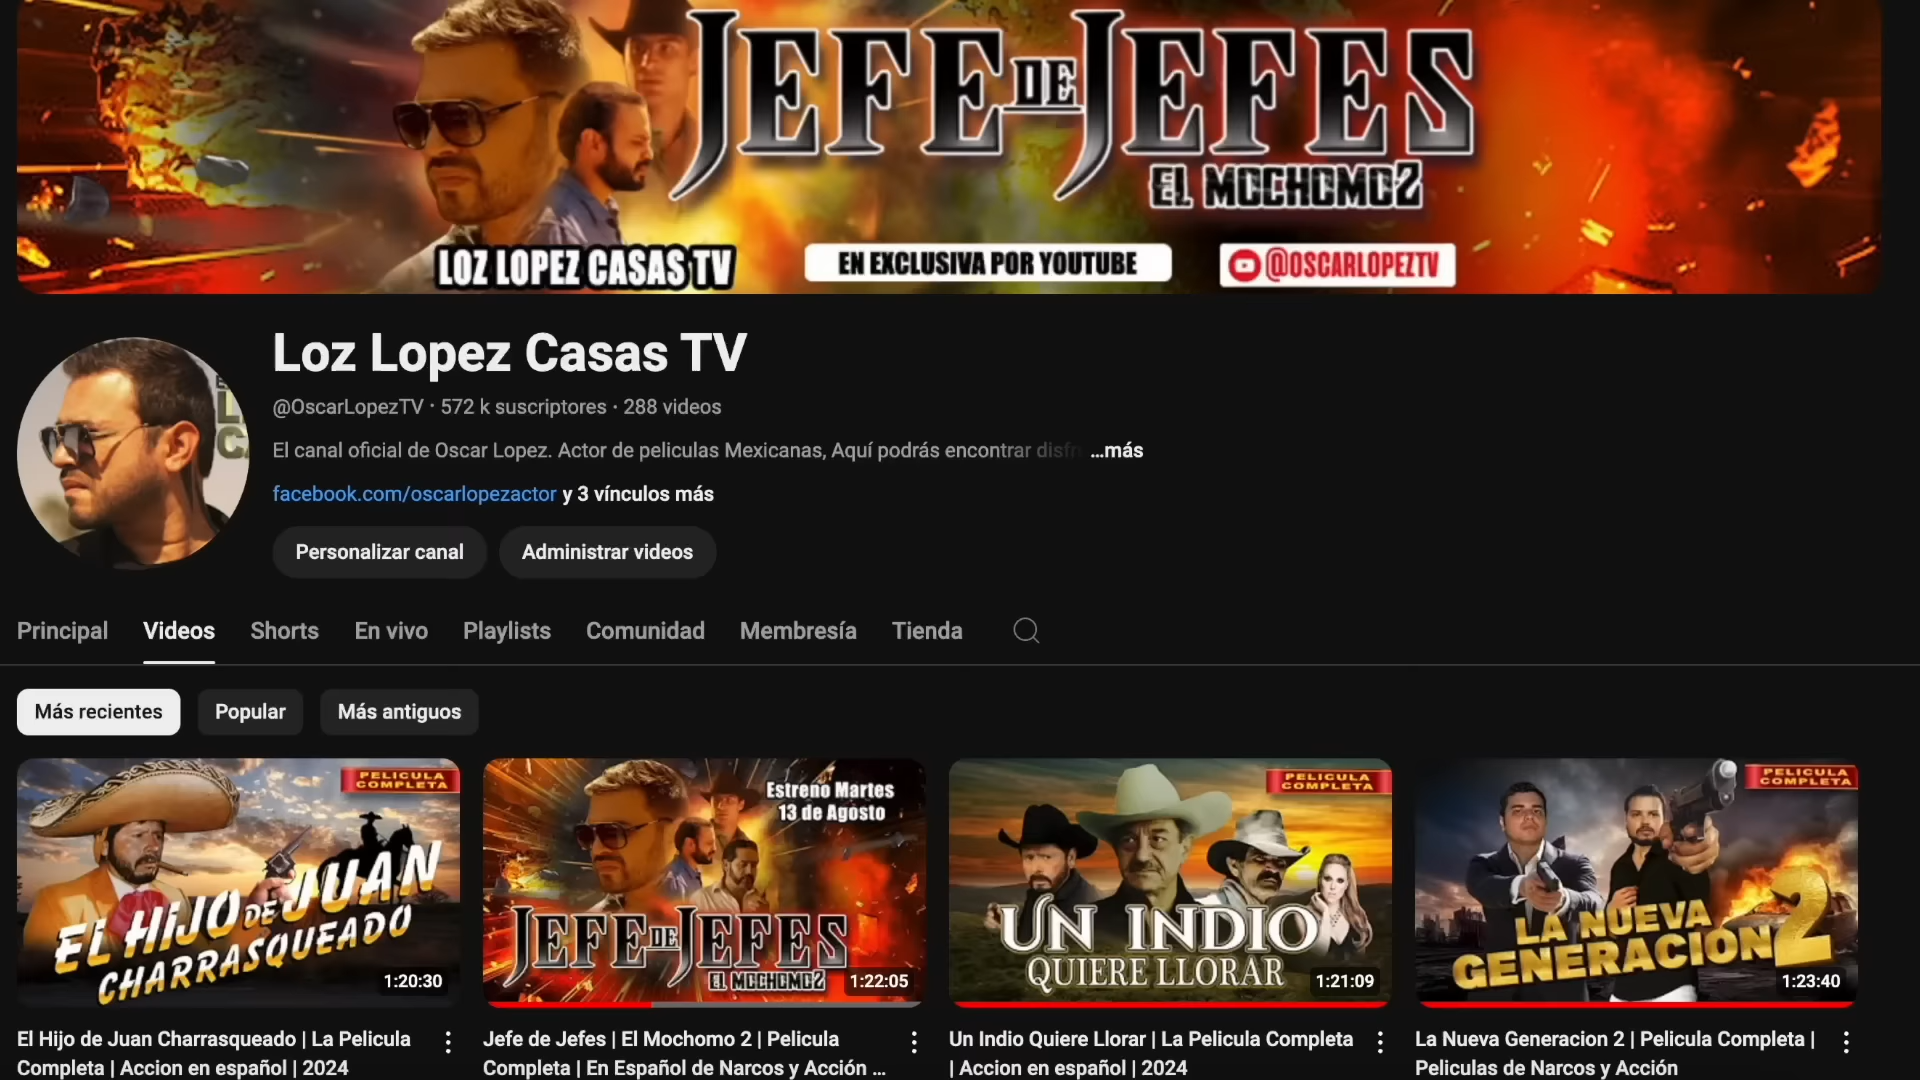 JEFE DE JEFES
EL MOCHOMO2
LOZ LOPEZ CASAS TV
EN EXCLUSIVA POR YOUTUBE
@OSCARLOPEZTV
Loz Lopez Casas TV
@OscarLopezTV · 572 k suscriptores · 288 videos
El canal oficial de Oscar Lopez. Actor de peliculas Mexicanas, Aquí podrás encontrar ...más
facebook.com/oscarlopezactor y 3 vínculos más
Personalizar canal
Administrar videos
Principal
Videos
Shorts
En vivo
Playlists
Comunidad
Membresía
Tienda
Más recientes
Popular
Más antiguos
PELICULA
COMPLETA
EL HIJO DE JUAN
CHARRASQUEADO
1:20:30
El Hijo de Juan Charrasqueado | La Pelicula
Completa | Accion en español | 2024
Estreno Martes
13 de Agosto
JEFE DE JEFES
EL MOCHOMO2
1:22:05
Jefe de Jefes | El Mochomo 2 | Pelicula
Completa | En Español de Narcos y Acción ...
PELICULA
COMPLETA
UN INDIO
QUIERE LLORAR
1:21:09
Un Indio Quiere Llorar | La Pelicula Completa
| Accion en español | 2024
PELICULA
COMPLETA
LA NUEVA
GENERACION 2
1:23:40
La Nueva Generacion 2 | Pelicula Completa |
Peliculas de Narcos y Acción